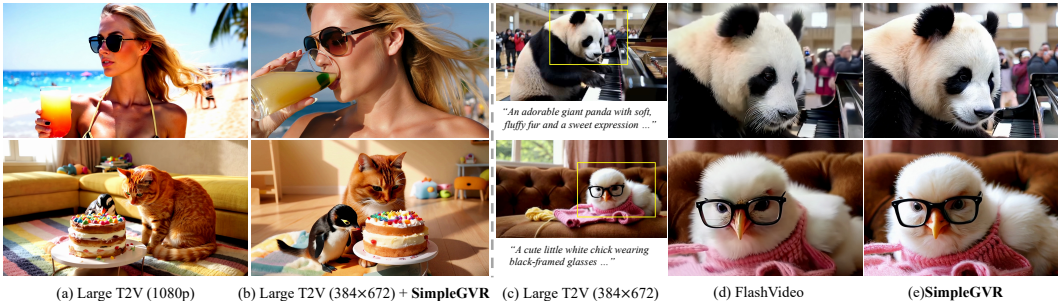 "An adorable giant panda with soft,
fluffy fur and a sweet expression …"
"A cute little white chick wearing
black-framed glasses …"
(a) Large T2V (1080p)
(b) Large T2V (384×672) + SimpleGVR
(c) Large T2V (384×672)
(d) FlashVideo
(e)SimpleGVR